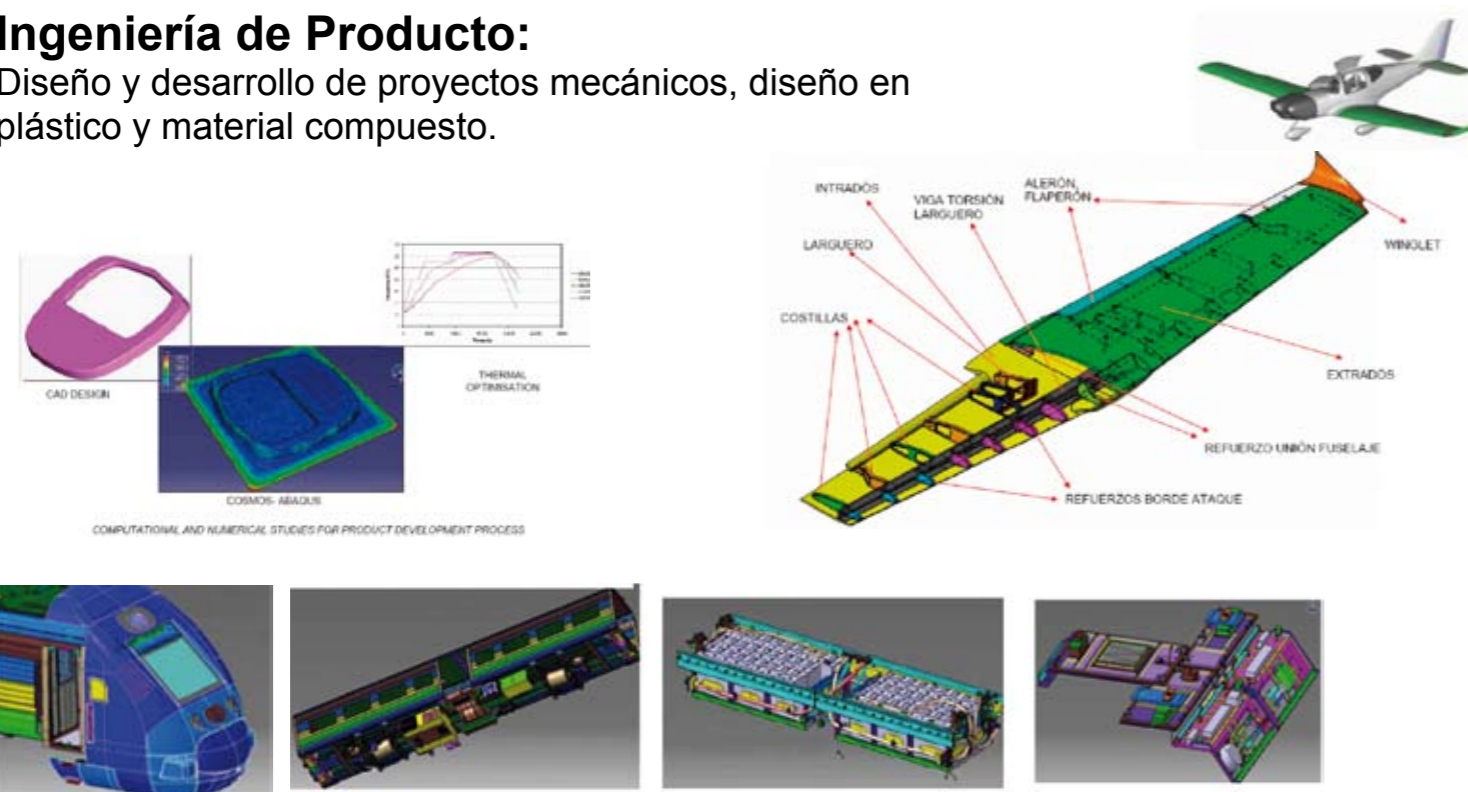 Ingeniería de Producto:
Diseño y desarrollo de proyectos mecánicos, diseño en
plástico y material compuesto.
INTRADÓS
VIGA TORSIÓN
LARGUERO
ALERÓN,
FLAPERÓN
LARGUERO
WINGLET
COSTILLAS
EXTRADOS
REFUERZO UNIÓN FUSELAJE
REFUERZOS BORDE ATAQUE
CAD DESIGN
THERMAL
OPTIMISATION
COSMOS- ABAQUS
COMPUTATIONAL AND NUMERICAL STUDIES FOR PRODUCT DEVELOPMENT PROCESS